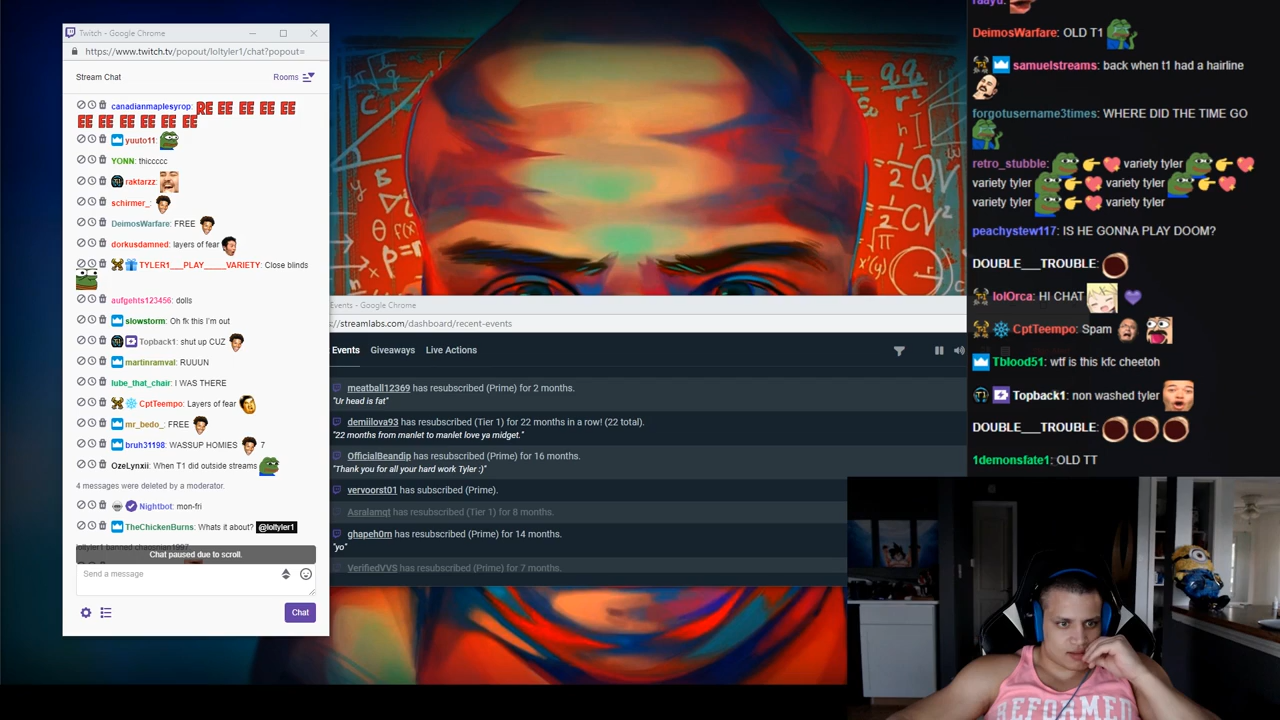 Twitch - Google Chrome
https://www.twitch.tv/popout/loltyler1/chat?popout=
Stream Chat
Rooms
canadianmaplesyrop: RE EE EE EE EE EE
EE EE EE EE EE EE
yuuto11:
YONN: thicccccc
raktarzz:
schirmer_:
DeimosWarfare: FREE
dorkusdamned: layers of fear
TYLER1___PLAY_____VARIETY: Close blinds
aufgehts123456: dolls
slowstorm: Oh fk this I'm out
Topback1: shut up CUZ
martinramval: RUUUN
lube_that_chair: I WAS THERE
CptTeempo: Layers of fear
mr_bedo_: FREE
bruh31198: WASSUP HOMIES 7
OzeLynxii: When T1 did outside streams
4 messages were deleted by a moderator.
Nightbot: mon-fri
TheChickenBurns: Whats it about? @loltyler1
Chat paused due to scroll.
Send a message
Chat
Events - Google Chrome
://streamlabs.com/dashboard/recent-events
Events Giveaways Live Actions
meatball12369 has resubscribed (Prime) for 2 months.
"Ur head is fat"
demiilova93 has resubscribed (Tier 1) for 22 months in a row! (22 total).
"22 months from manlet to manlet love ya midget."
OfficialBeandip has resubscribed (Prime) for 16 months.
"Thank you for all your hard work Tyler :)"
vervoorst01 has subscribed (Prime).
Asralamqt has resubscribed (Tier 1) for 8 months.
ghapeh0m has resubscribed (Prime) for 14 months.
"yo"
VerifiedVVS has resubscribed (Prime) for 7 months.
DeimosWarfare: OLD T1
samuelstreams: back when t1 had a hairline
forgotusername3times: WHERE DID THE TIME GO
retro_stubble: variety tyler
variety tyler variety tyler
variety tyler variety tyler
peachystew117: IS HE GONNA PLAY DOOM?
DOUBLE___TROUBLE:
lolOrca: HI CHAT
CptTeempo: Spam
Tblood51: wtf is this kfc cheetoh
Topback1: non washed tyler
DOUBLE___TROUBLE:
1demonsfate1: OLD TT
REFORMED